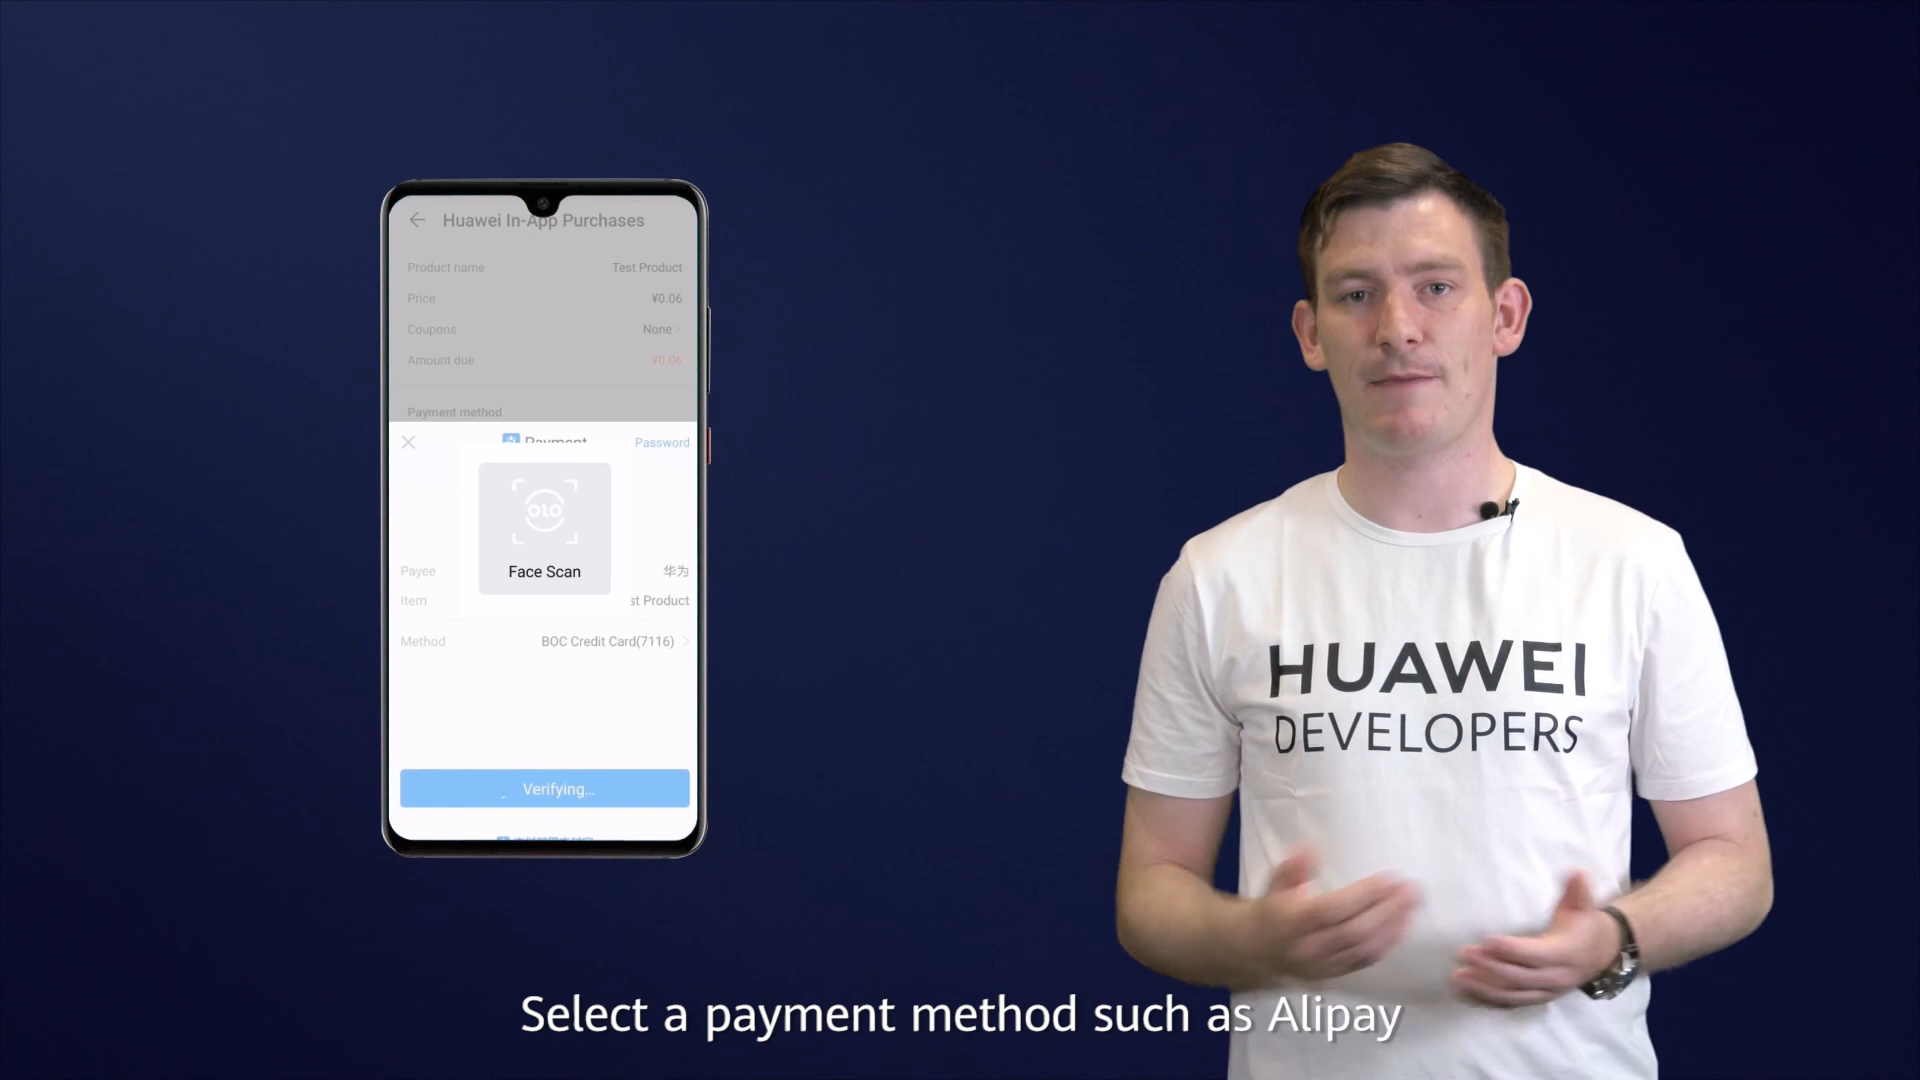 Huawei In-App Purchases
Product name Test Product
Price ¥0.06
Coupons None
Amount due ¥0.06
Payment method
Payment Password
Face Scan
Payee 华为
Item st Product
Method BOC Credit Card(7116)
Verifying...
HUAWEI
DEVELOPERS
Select a payment method such as Alipay